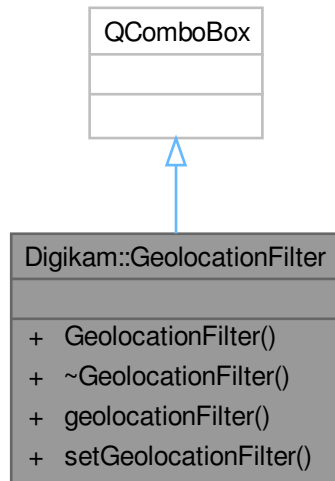 QComboBox
Digikam::GeolocationFilter
+ GeolocationFilter()
+ ~GeolocationFilter()
+ geolocationFilter()
+ setGeolocationFilter()